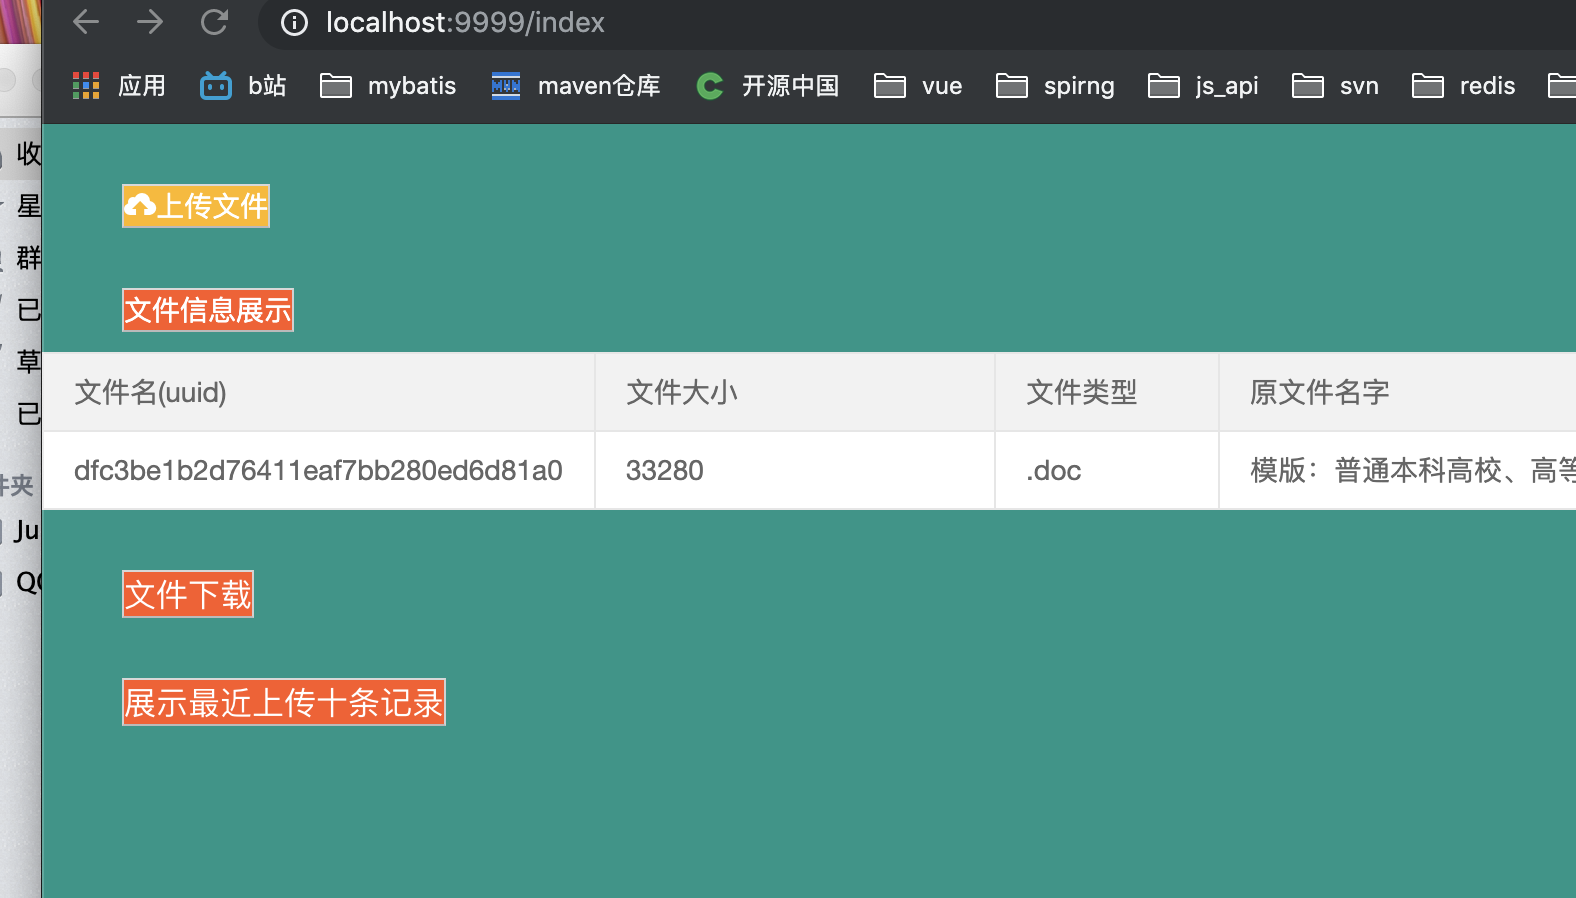 localhost:9999/index
应用 b站 mybatis maven仓库 开源中国 vue spirng js_api svn redis
收
星
群
已
草
已
件夹
Ju
上传文件
文件信息展示
文件名(uuid) 文件大小 文件类型 原文件名字
dfc3be1b2d76411eaf7bb280ed6d81a0 33280 .doc 模版：普通本科高校、高等
文件下载
展示最近上传十条记录